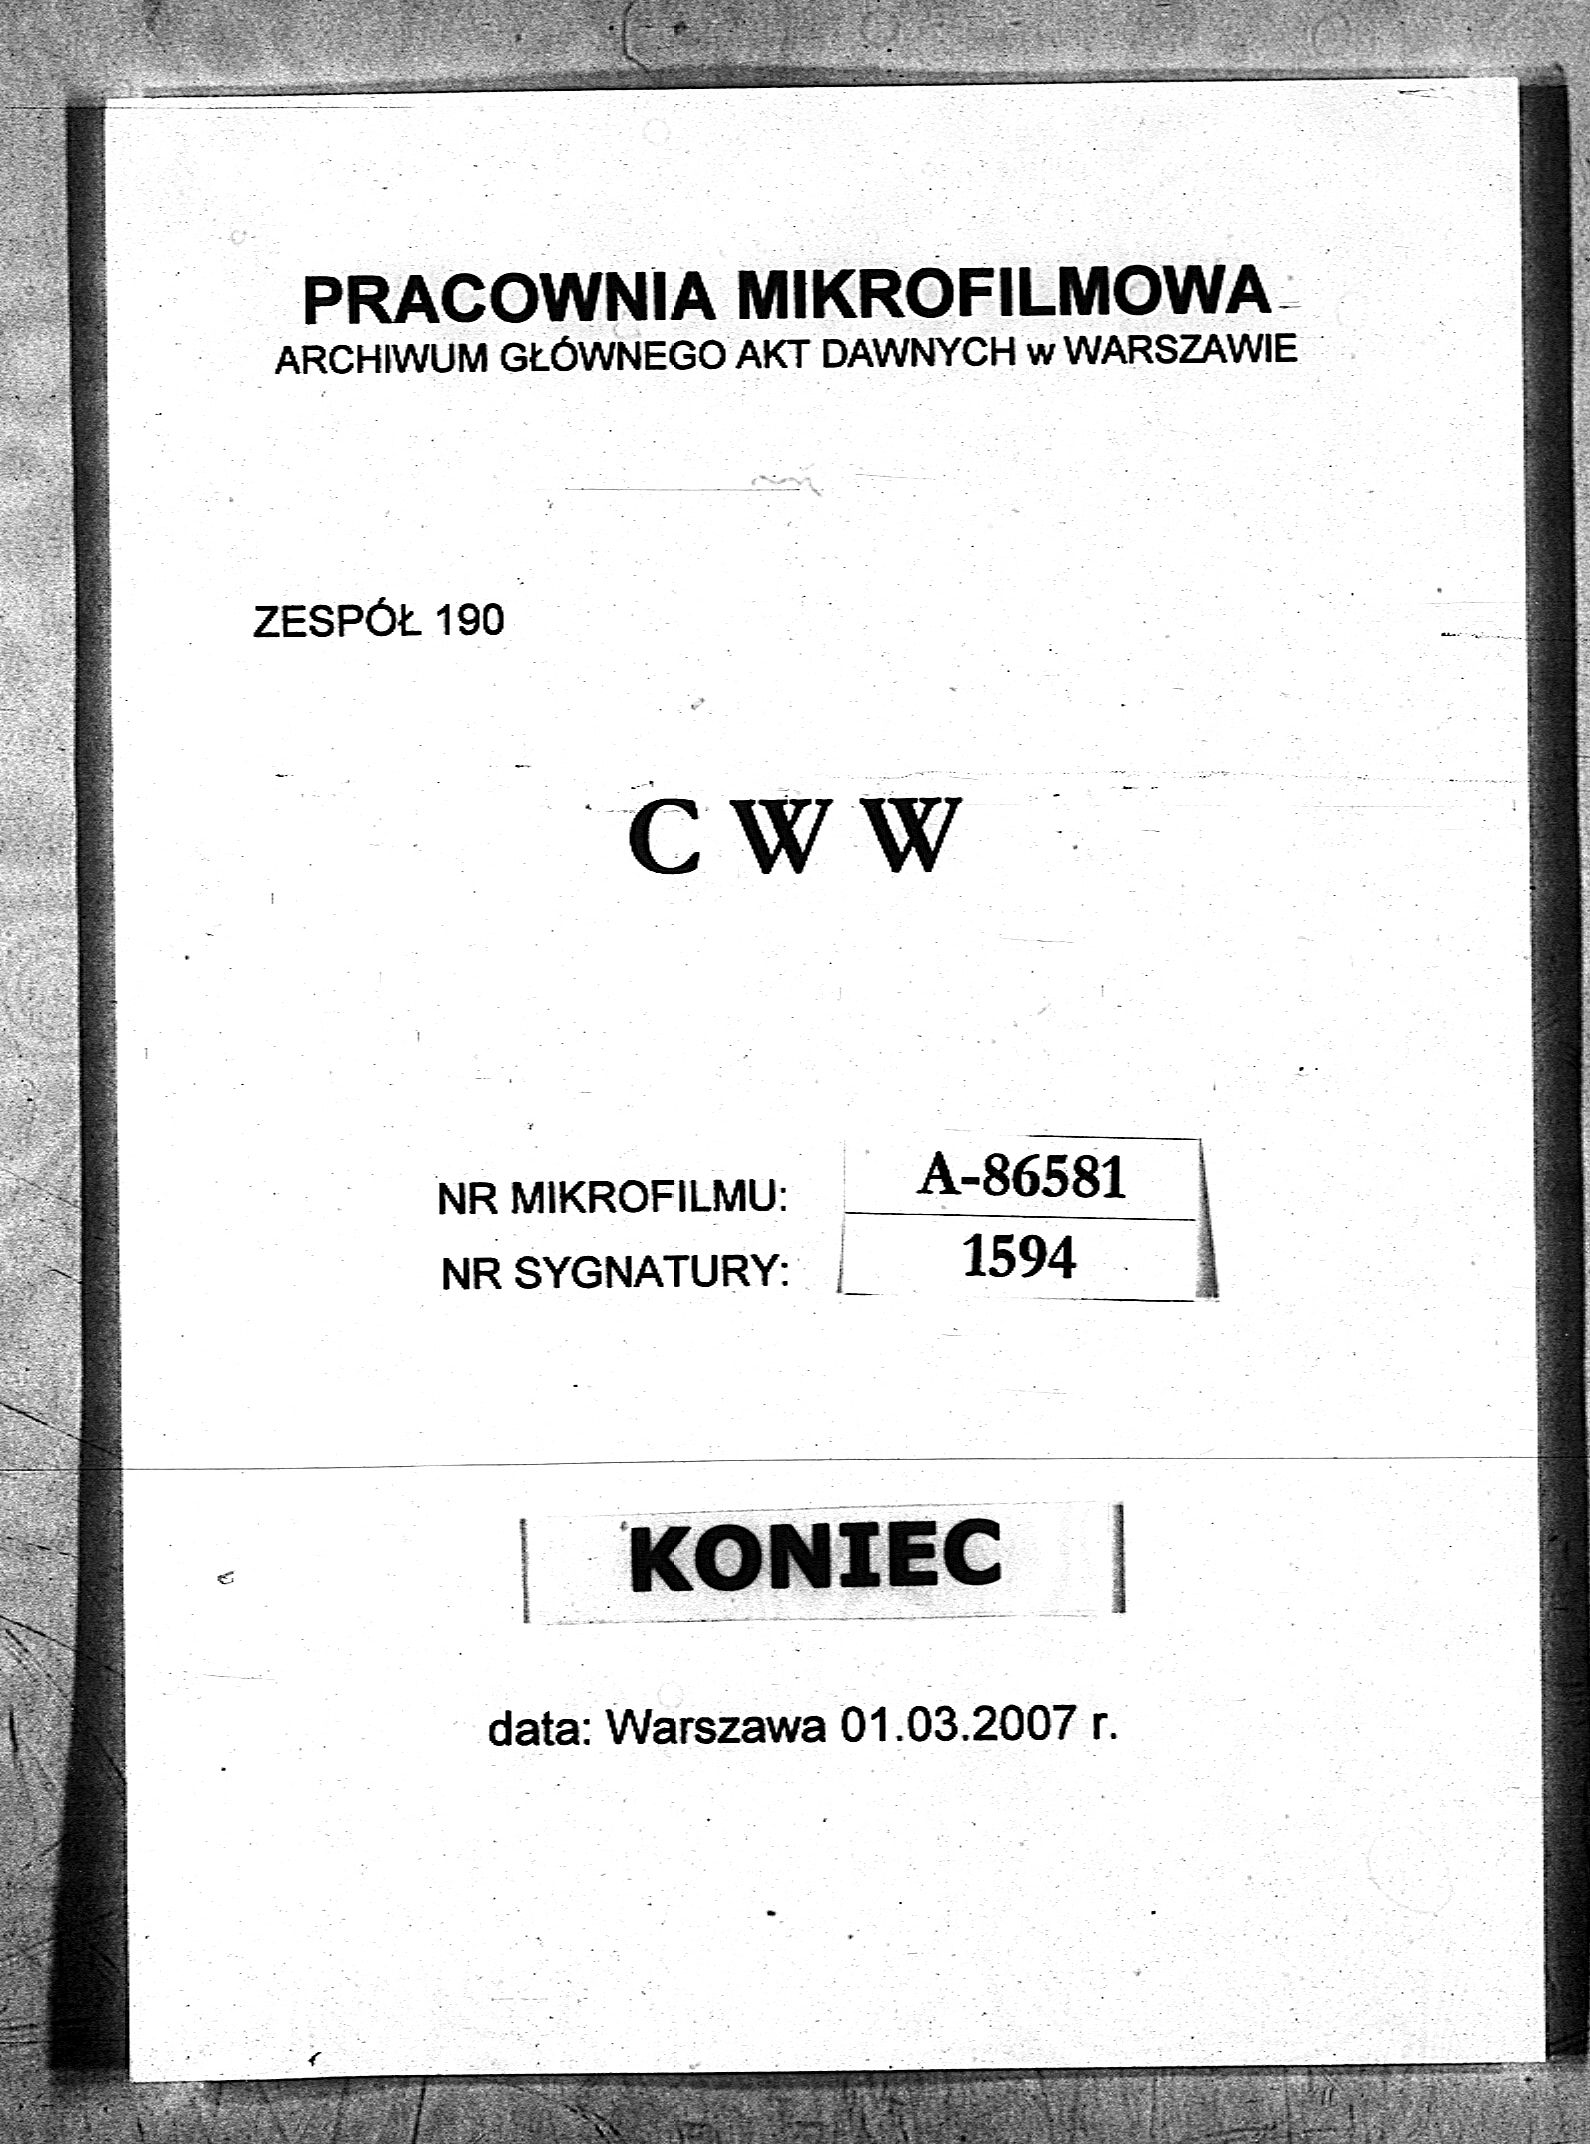 PRACOWNIA MIKROFILMOWA
ARCHIWUM GŁÓWNEGO AKT DAWNYCH w WARSZAWIE
ZESPÓŁ 190
C W W
NR MIKROFILMU: A-86581
NR SYGNATURY: 1594
KONIEC
data: Warszawa 01.03.2007 r.